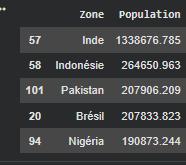 Zone Population
57 Inde 1338676.785
58 Indonésie 264650.963
101 Pakistan 207906.209
20 Brésil 207833.823
94 Nigéria 190873.244